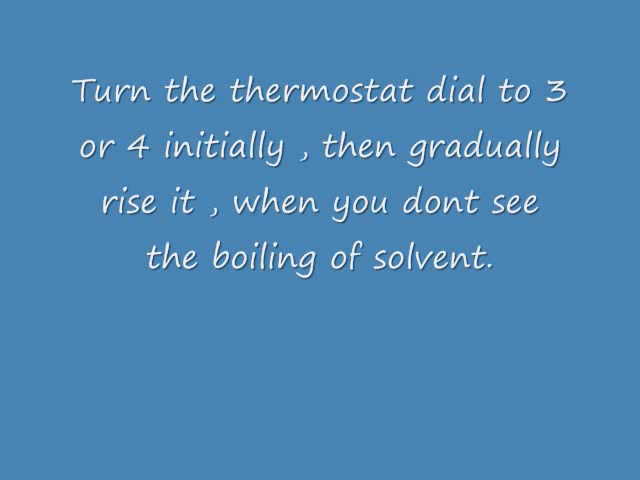 Turn the thermostat dial to 3
or 4 initially , then gradually
rise it , when you dont see
the boiling of solvent.